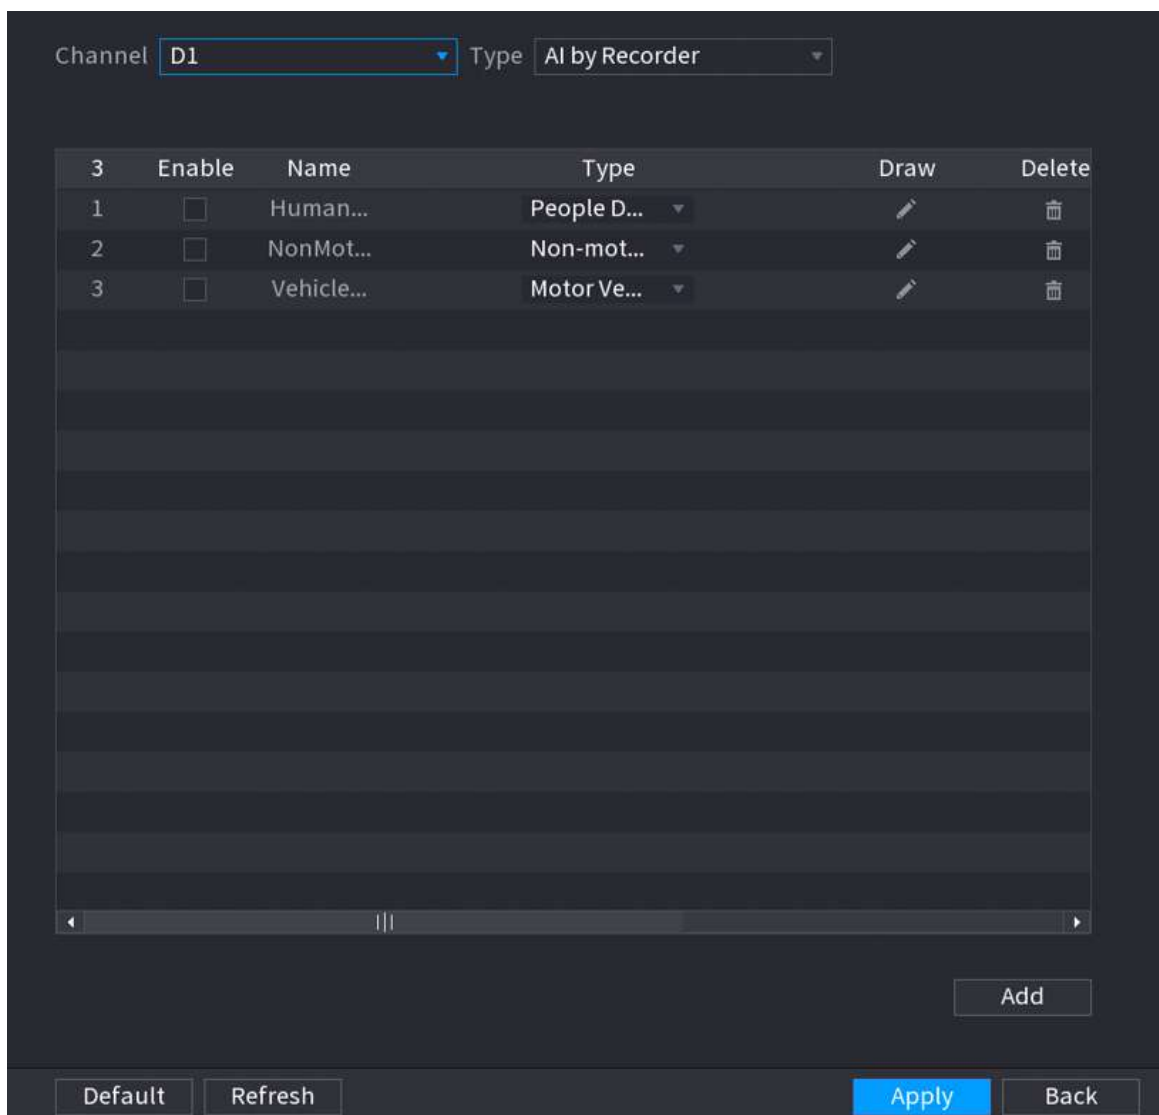 Channel D1 Type AI by Recorder
3 Enable Name Type Draw Delete
1 Human... People D...
2 NonMot... Non-mot...
3 Vehicle... Motor Ve...
Add
Default Refresh Apply Back